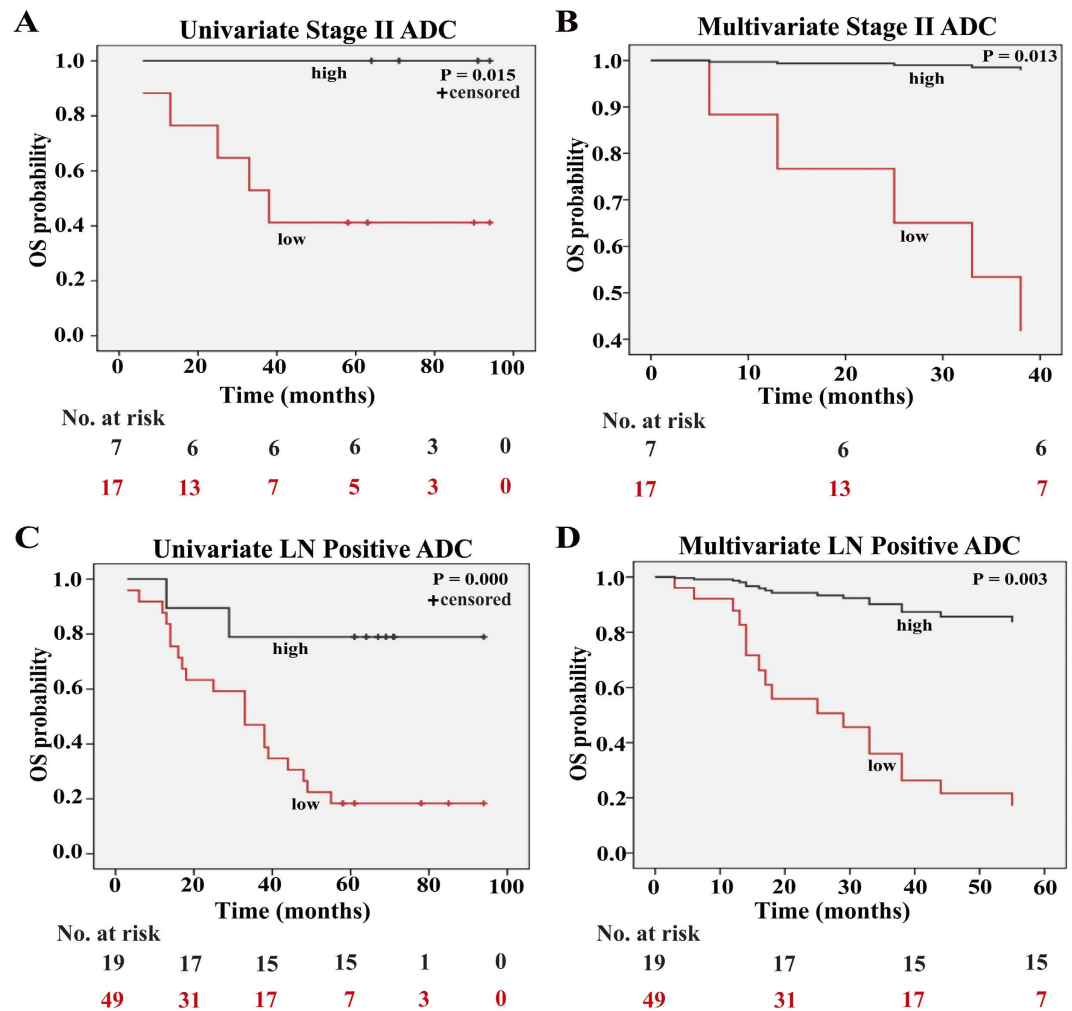 A
Univariate Stage II ADC
1.0
0.8
0.6
0.4
0.2
0.0
OS probability
high
P = 0.015
+censored
low
0 20 40 60 80 100
Time (months)
No. at risk
7 6 6 6 3 0
17 13 7 5 3 0
B
Multivariate Stage II ADC
1.0
0.9
0.8
0.7
0.6
0.5
0.4
OS probability
P = 0.013
high
low
0 10 20 30 40
Time (months)
7 6 6
17 13 7
C
Univariate LN Positive ADC
1.0
0.8
0.6
0.4
0.2
0.0
OS probability
P = 0.000
+censored
high
low
0 20 40 60 80 100
Time (months)
No. at risk
19 17 15 15 1 0
49 31 17 7 3 0
D
Multivariate LN Positive ADC
1.0
0.8
0.6
0.4
0.2
0.0
OS probability
P = 0.003
high
low
0 10 20 30 40 50 60
Time (months)
No. at risk
19 17 15 15
49 31 17 7